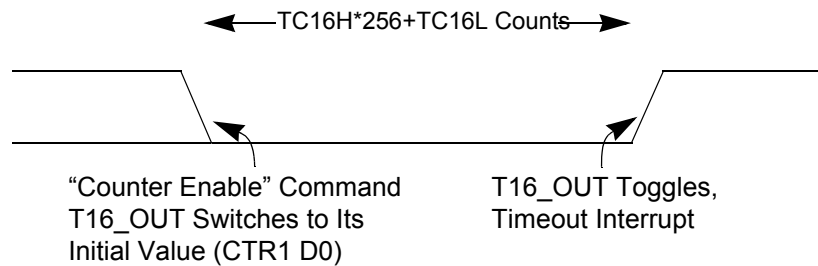 TC16H*256+TC16L Counts
“Counter Enable” Command
T16_OUT Switches to Its
Initial Value (CTR1 D0)
T16_OUT Toggles,
Timeout Interrupt